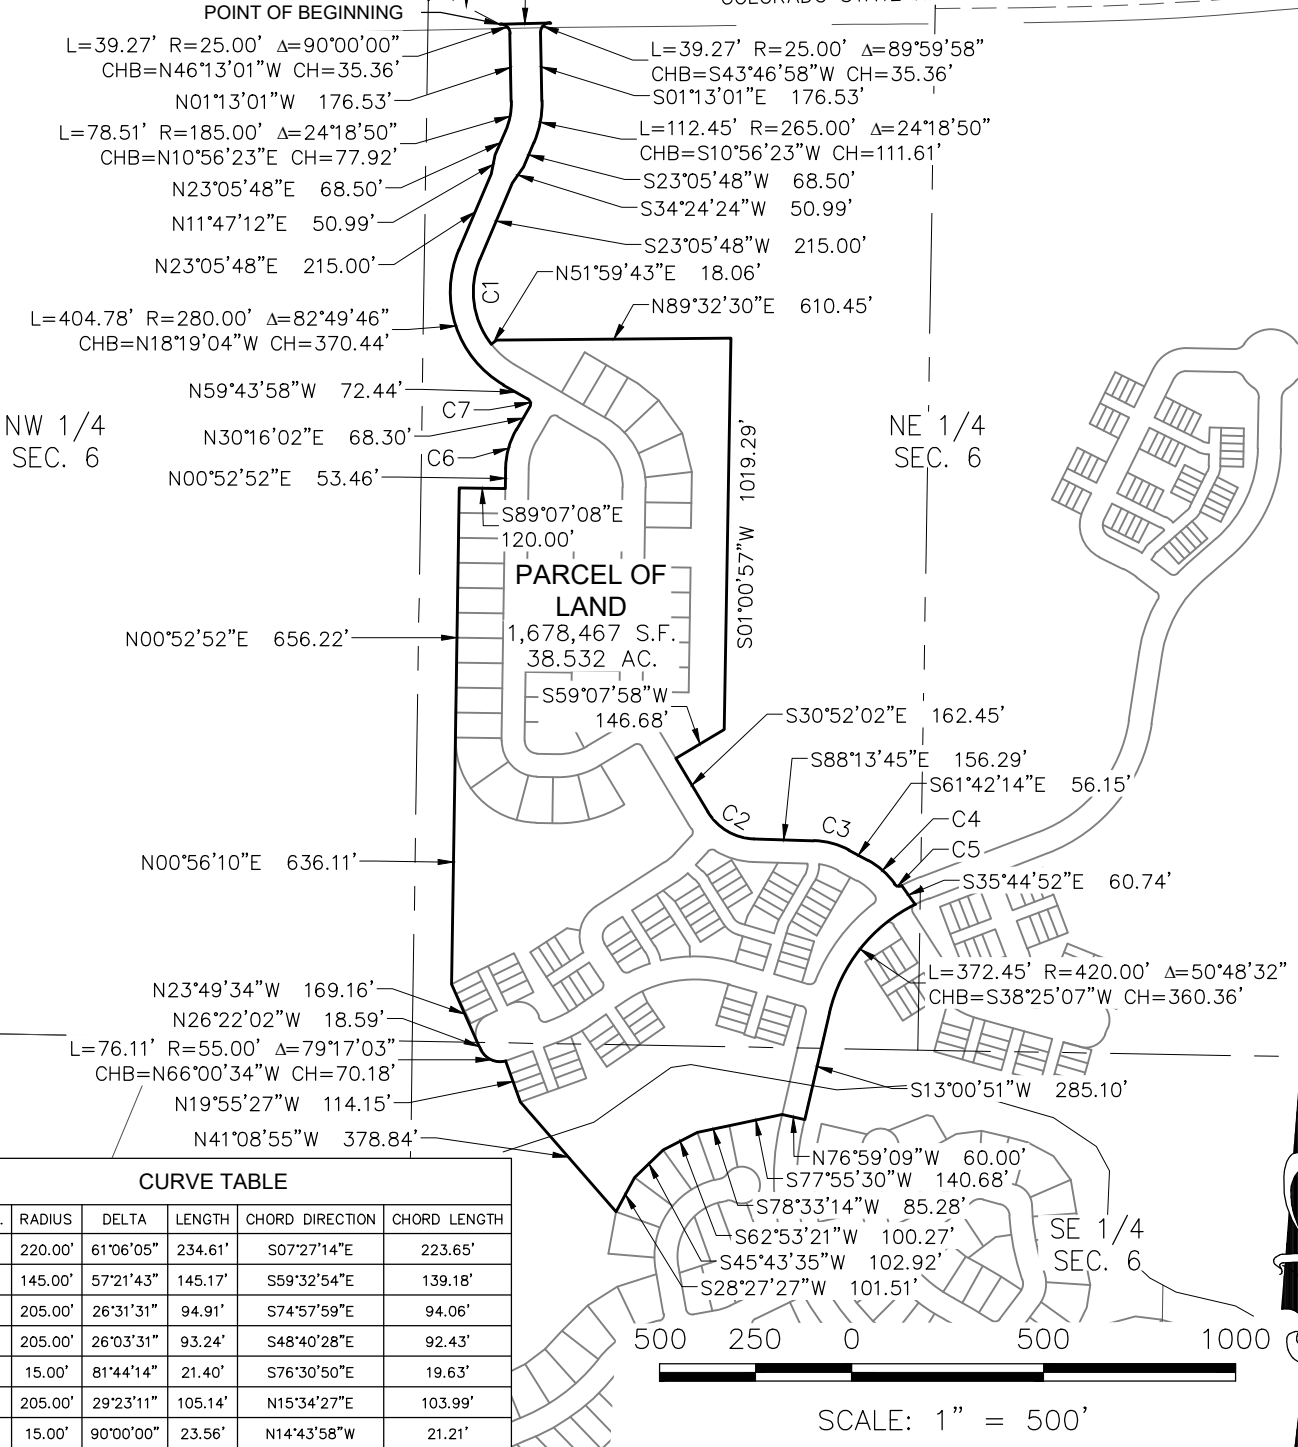 POINT OF BEGINNING
L=39.27' R=25.00' Δ=90°00'00"
CHB=N46°13'01"W CH=35.36'
N01°13'01"W 176.53'
L=78.51' R=185.00' Δ=24°18'50"
CHB=N10°56'23"E CH=77.92'
N23°05'48"E 68.50'
N11°47'12"E 50.99'
N23°05'48"E 215.00'
L=404.78' R=280.00' Δ=82°49'46"
CHB=N18°19'04"W CH=370.44'
N59°43'58"W 72.44'
C7
N30°16'02"E 68.30'
C6
N00°52'52"E 53.46'
L=39.27' R=25.00' Δ=89°59'58"
CHB=S43°46'58"W CH=35.36'
S01°13'01"E 176.53'
L=112.45' R=265.00' Δ=24°18'50"
CHB=S10°56'23"W CH=111.61'
S23°05'48"W 68.50'
S34°24'24"W 50.99'
S23°05'48"W 215.00'
N51°59'43"E 18.06'
C1
N89°32'30"E 610.45'
NW 1/4
SEC. 6
NE 1/4
SEC. 6
S01°00'57"W 1019.29'
S89°07'08"E
120.00'
PARCEL OF
LAND
1,678,467 S.F.
38.532 AC.
N00°52'52"E 656.22'
S59°07'58"W
146.68'
S30°52'02"E 162.45'
S88°13'45"E 156.29'
S61°42'14"E 56.15'
C2
C3
C4
C5
S35°44'52"E 60.74'
N00°56'10"E 636.11'
L=372.45' R=420.00' Δ=50°48'32"
CHB=S38°25'07"W CH=360.36'
N23°49'34"W 169.16'
N26°22'02"W 18.59'
L=76.11' R=55.00' Δ=79°17'03"
CHB=N66°00'34"W CH=70.18'
N19°55'27"W 114.15'
N41°08'55"W 378.84'
S13°00'51"W 285.10'
N76°59'09"W 60.00'
S77°55'30"W 140.68'
S78°33'14"W 85.28'
S62°53'21"W 100.27'
S45°43'35"W 102.92'
S28°27'27"W 101.51'
SE 1/4
SEC. 6
CURVE TABLE
RADIUS DELTA LENGTH CHORD DIRECTION CHORD LENGTH
220.00' 61°06'05" 234.61' S07°27'14"E 223.65'
145.00' 57°21'43" 145.17' S59°32'54"E 139.18'
205.00' 26°31'31" 94.91' S74°57'59"E 94.06'
205.00' 26°03'31" 93.24' S48°40'28"E 92.43'
15.00' 81°44'14" 21.40' S76°30'50"E 19.63'
205.00' 29°23'11" 105.14' N15°34'27"E 103.99'
15.00' 90°00'00" 23.56' N14°43'58"W 21.21'
500 250 0 500 1000
SCALE: 1" = 500'